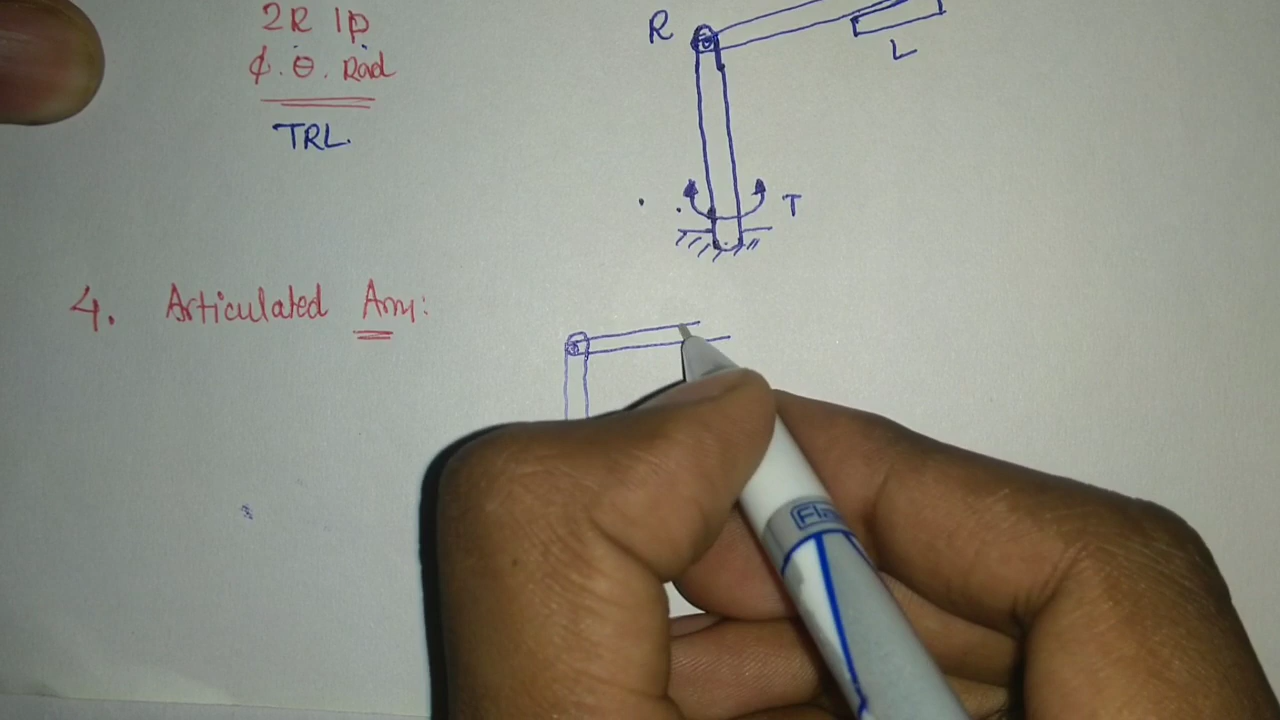 2R 1P
ϕ. θ. Rad
TRL.
R
L
T
4. Articulated Arm: